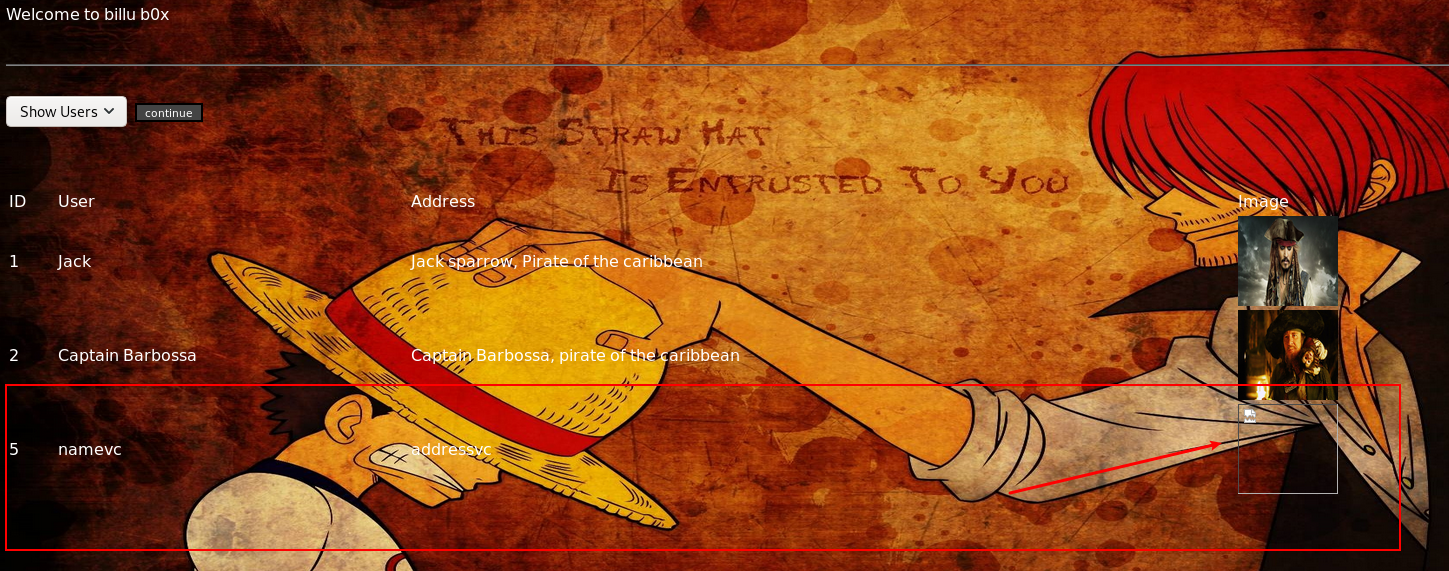 Welcome to billu b0x
Show Users continue
This Straw Hat
Is Entrusted To You
ID User Address Image
1 Jack Jack sparrow, Pirate of the caribbean
2 Captain Barbossa Captain Barbossa, pirate of the caribbean
5 namevc addressvc